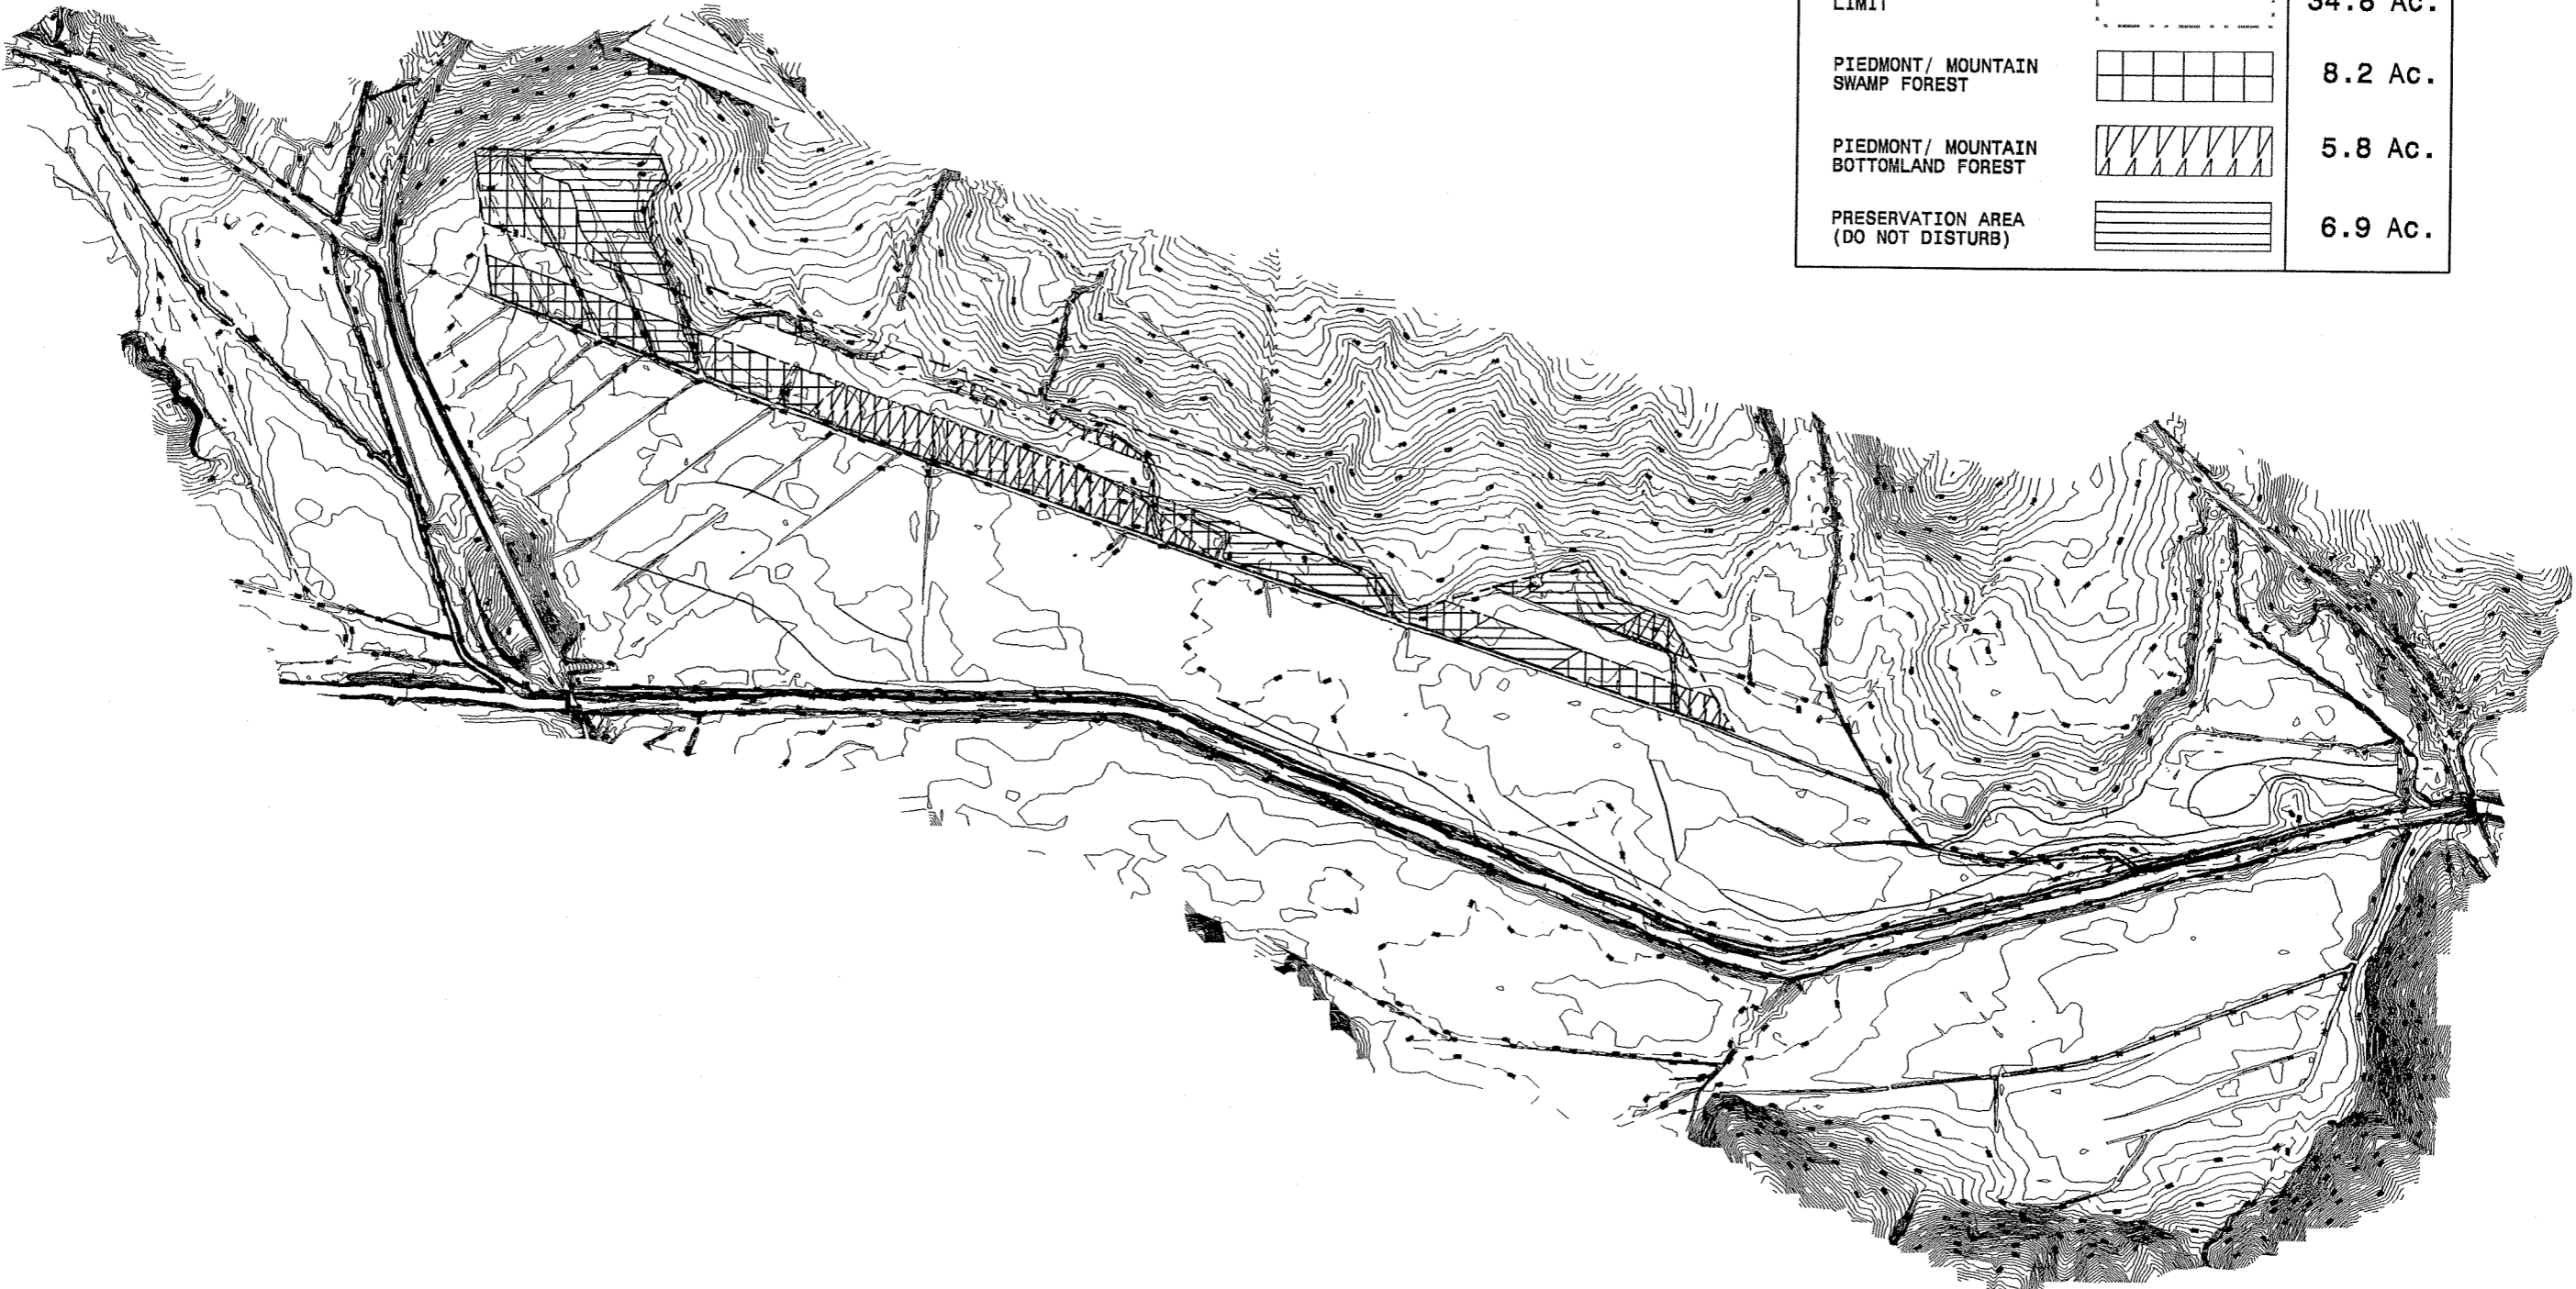 LIMIT 34.8 Ac.
PIEDMONT/ MOUNTAIN
SWAMP FOREST 8.2 Ac.
PIEDMONT/ MOUNTAIN
BOTTOMLAND FOREST 5.8 Ac.
PRESERVATION AREA
(DO NOT DISTURB) 6.9 Ac.